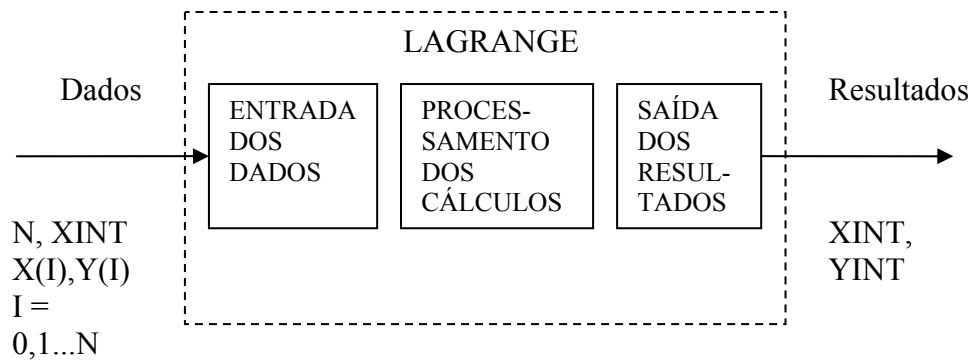 LAGRANGE
Dados
ENTRADA
DOS
DADOS
PROCES-
SAMENTO
DOS
CÁLCULOS
SAÍDA
DOS
RESUL-
TADOS
Resultados
N, XINT
X(I),Y(I)
I =
0,1...N
XINT,
YINT